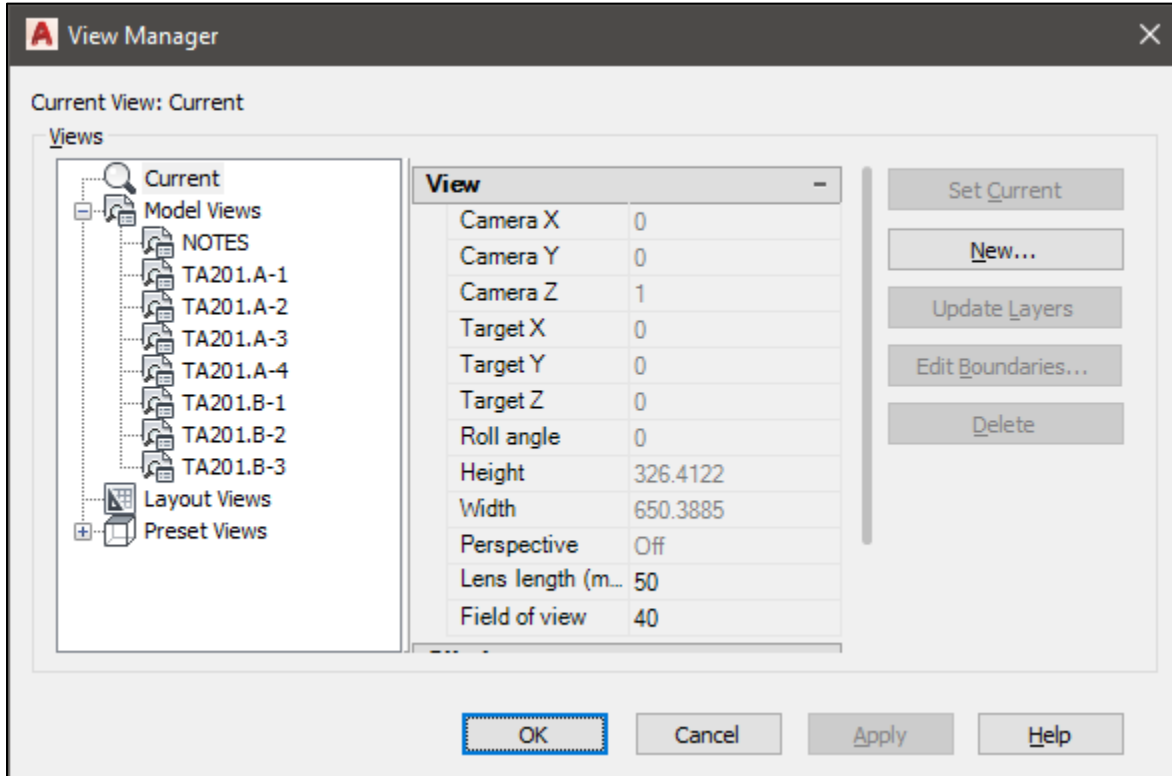 View Manager
Current View: Current
Views
Current
Model Views
NOTES
TA201.A-1
TA201.A-2
TA201.A-3
TA201.A-4
TA201.B-1
TA201.B-2
TA201.B-3
Layout Views
Preset Views
View
Camera X 0
Camera Y 0
Camera Z 1
Target X 0
Target Y 0
Target Z 0
Roll angle 0
Height 326.4122
Width 650.3885
Perspective Off
Lens length (m... 50
Field of view 40
Set Current
New...
Update Layers
Edit Boundaries...
Delete
OK Cancel Apply Help